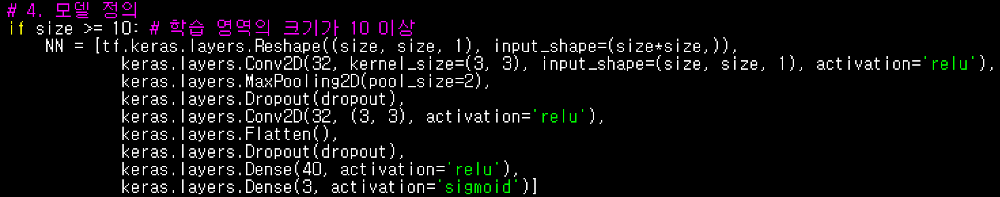 # 4. 모델 정의
if size >= 10: # 학습 영역의 크기가 10 이상
    NN = [tf.keras.layers.Reshape((size, size, 1), input_shape=(size*size,)),
          keras.layers.Conv2D(32, kernel_size=(3, 3), input_shape=(size, size, 1), activation='relu'),
          keras.layers.MaxPooling2D(pool_size=2),
          keras.layers.Dropout(dropout),
          keras.layers.Conv2D(32, (3, 3), activation='relu'),
          keras.layers.Flatten(),
          keras.layers.Dropout(dropout),
          keras.layers.Dense(40, activation='relu'),
          keras.layers.Dense(3, activation='sigmoid')]